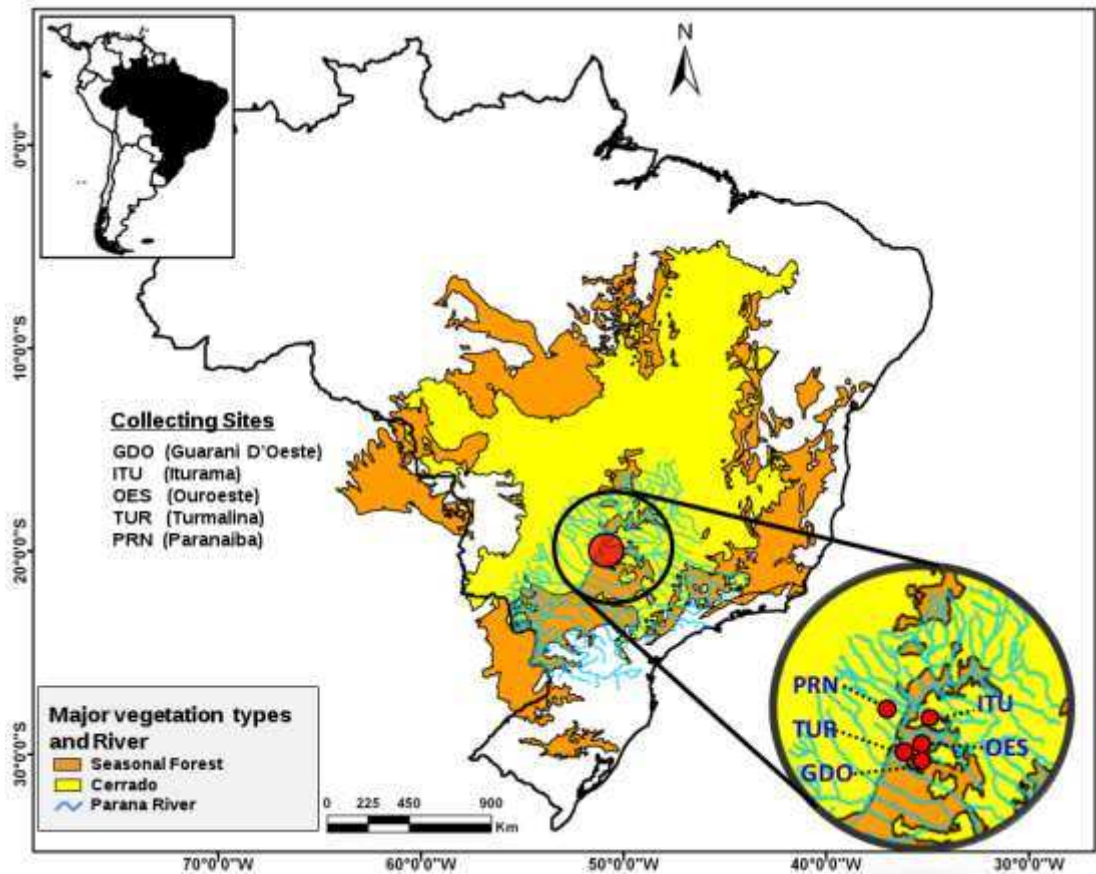 N
0°0'0"
10°0'0"S
20°0'0"S
30°0'0"S
Collecting Sites
GDO (Guarani D'Oeste)
ITU (Iturama)
OES (Ouroeste)
TUR (Turmalina)
PRN (Paranaiba)
PRN
ITU
TUR
OES
GDO
Major vegetation types
and River
Seasonal Forest
Cerrado
Parana River
0 225 450 900
Km
70°0'0"W 60°0'0"W 50°0'0"W 40°0'0"W 30°0'0"W